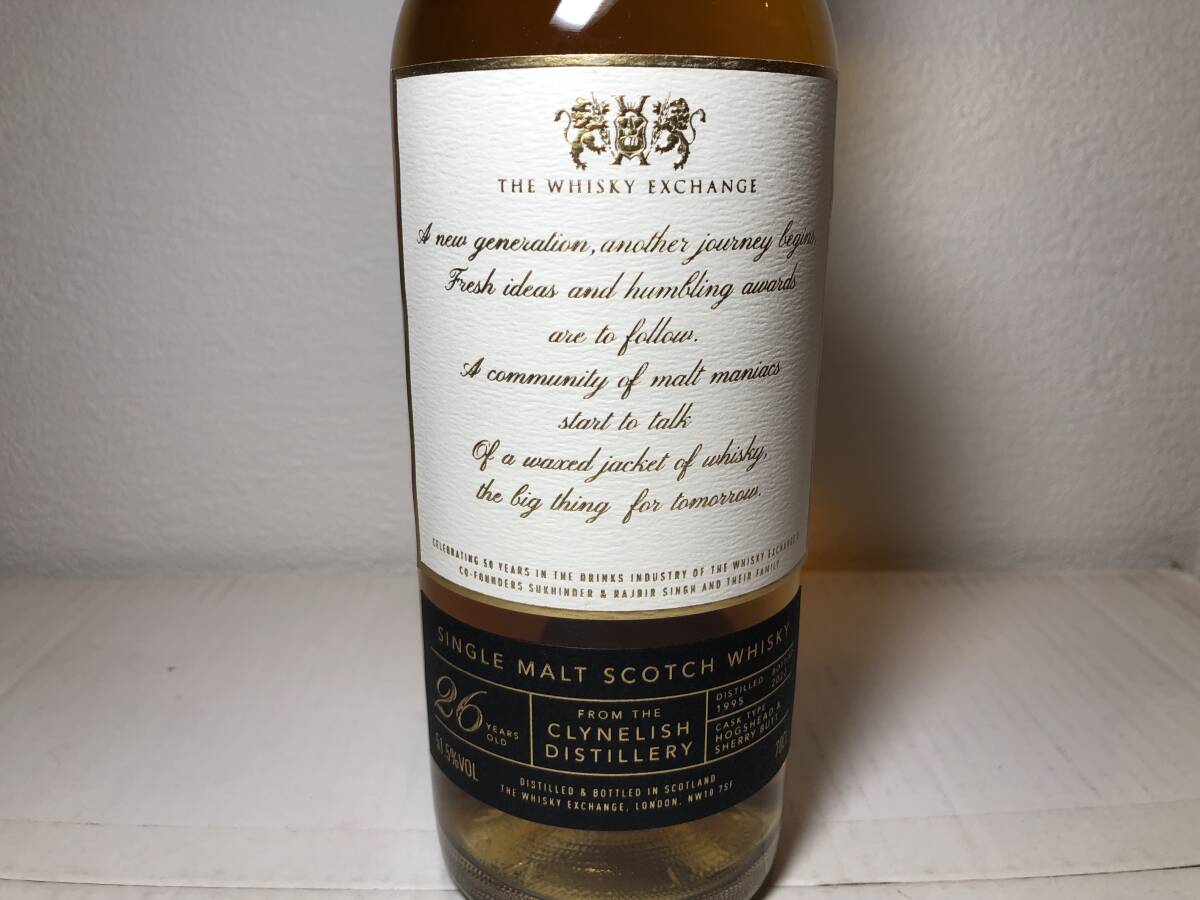 THE WHISKY EXCHANGE
A new generation, another journey begins,
Fresh ideas and humbling awards
are to follow.
A community of malt maniacs
start to talk
Of a waxed jacket of whisky,
the big thing for tomorrow.
CELEBRATING 50 YEARS IN THE DRINKS INDUSTRY OF THE WHISKY EXCHANGE'S
CO-FOUNDERS SUKHINDER & RAJBIR SINGH AND THEIR FAMILY
SINGLE MALT SCOTCH WHISKY
26 YEARS
OLD
51.5%VOL
FROM THE
CLYNELISH
DISTILLERY
DISTILLED
1995
CASK TYPE
HOGSHEAD &
SHERRY BUTT
DISTILLED & BOTTLED IN SCOTLAND
THE WHISKY EXCHANGE, LONDON, NW10 7SF